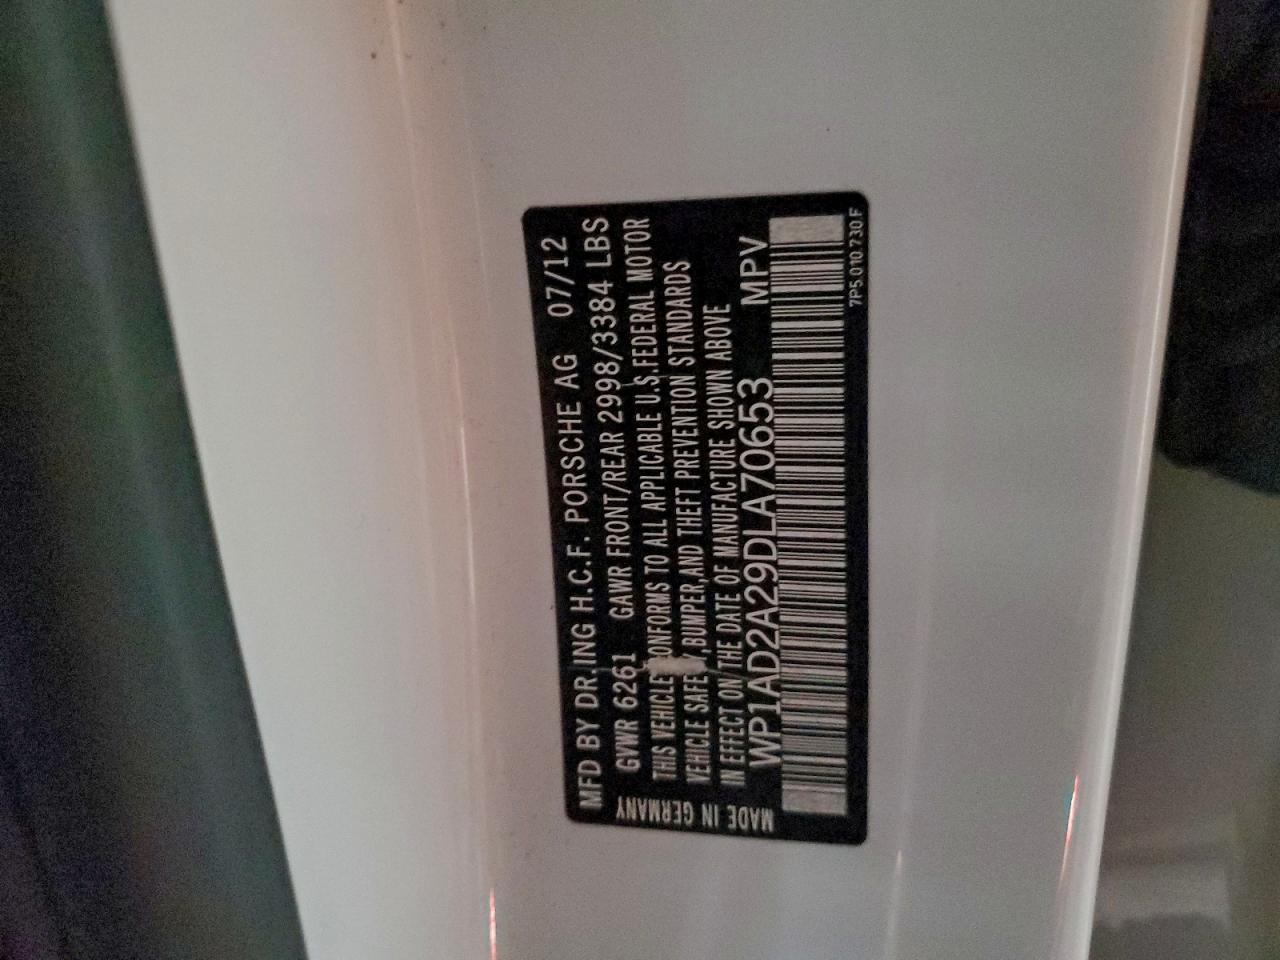 MFD BY DR.ING H.C.F. PORSCHE AG 07/12
GVWR 6261 GAWR FRONT/REAR 2998/3384 LBS
THIS VEHICLE CONFORMS TO ALL APPLICABLE U.S.FEDERAL MOTOR
VEHICLE SAFETY,BUMPER,AND THEFT PREVENTION STANDARDS
IN EFFECT ON THE DATE OF MANUFACTURE SHOWN ABOVE
WP1AD2A29DLA70653 MPV
7P5.010.730 F
MADE IN GERMANY